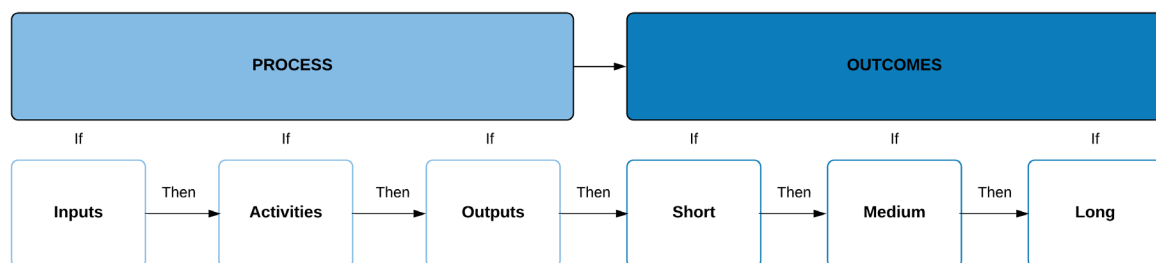 PROCESS
OUTCOMES
If
If
If
If
If
If
Inputs
Then
Activities
Then
Outputs
Then
Short
Then
Medium
Then
Long